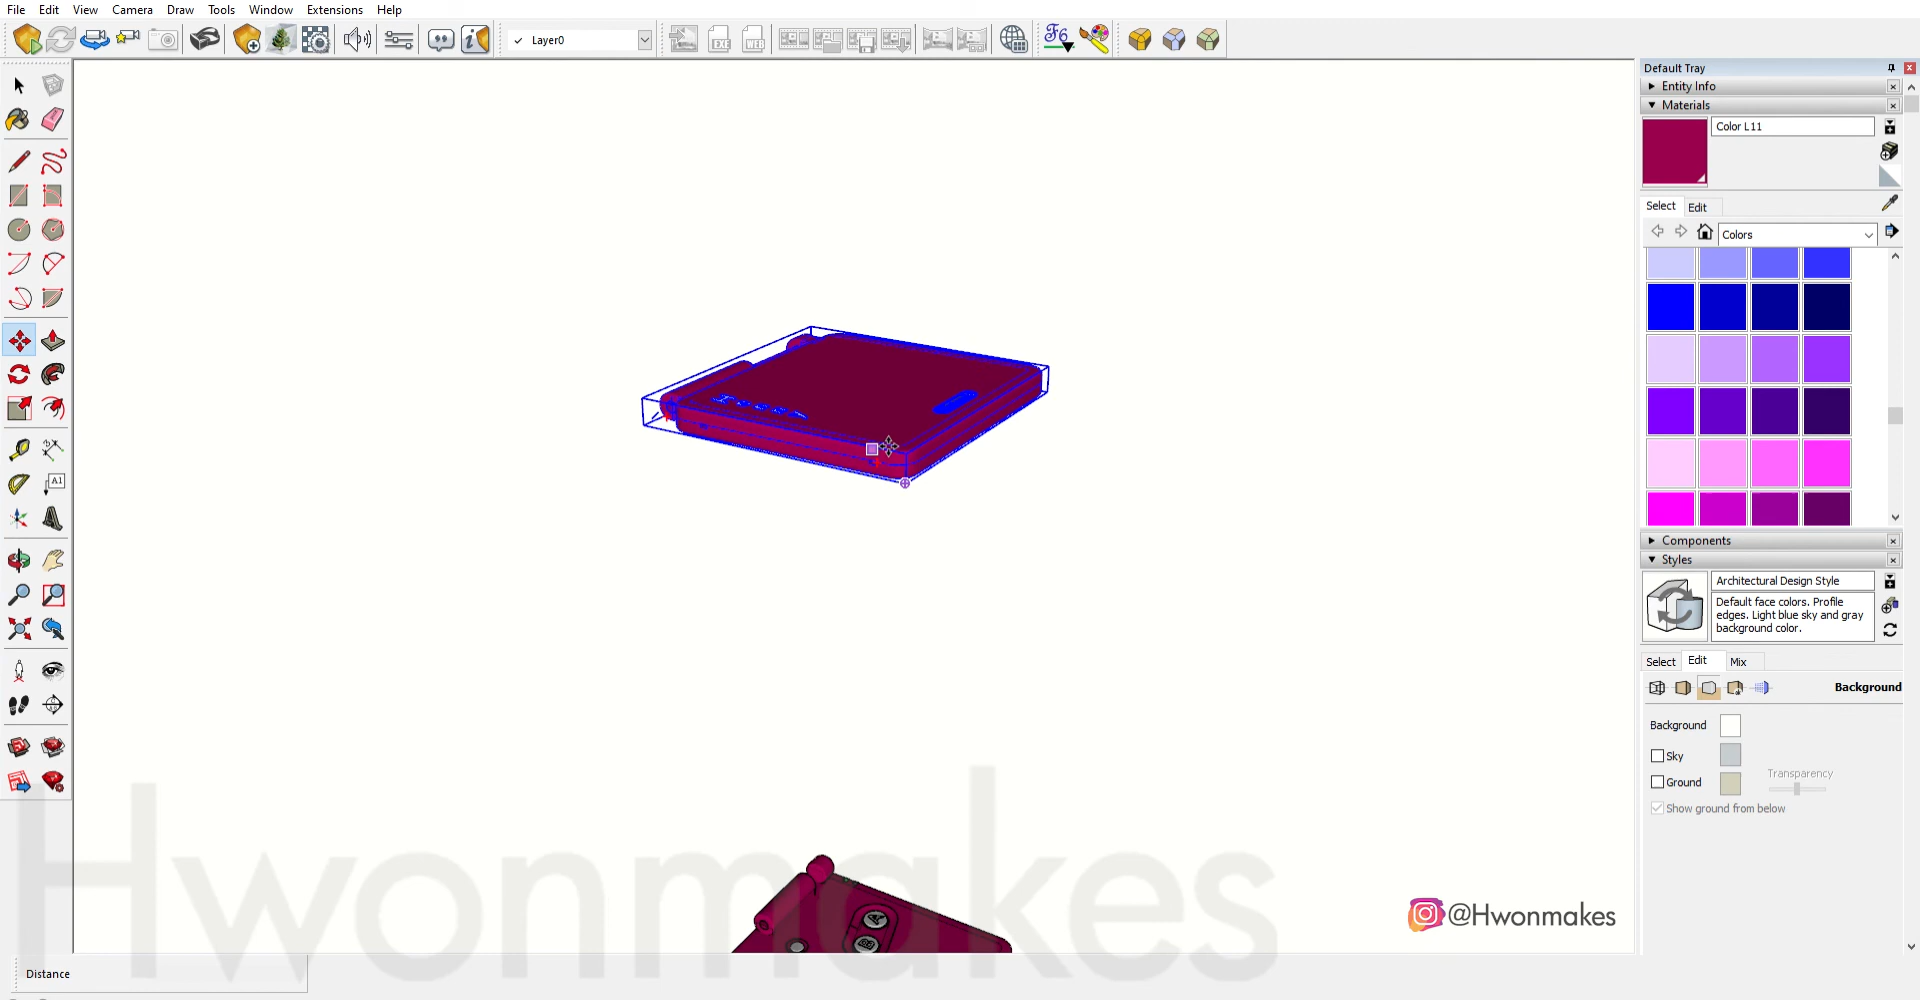 File Edit View Camera Draw Tools Window Extensions Help
Layer0
Default Tray
Entity Info
Materials
Color L11
Select Edit
Colors
Components
Styles
Architectural Design Style
Default face colors. Profile
edges. Light blue sky and gray
background color.
Select Edit Mix
Background
Background
Sky
Transparency
Ground
Show ground from below
Hwonmakes
@Hwonmakes
Distance